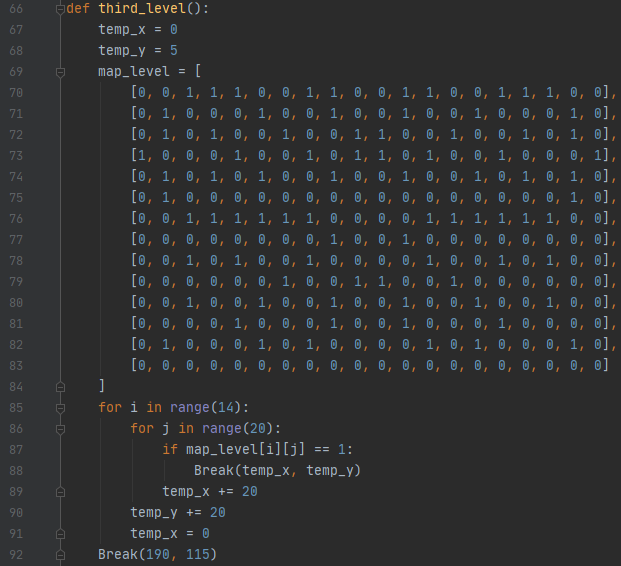 66 def third_level():
67 temp_x = 0
68 temp_y = 5
69 map_level = [
70 [0, 0, 1, 1, 1, 0, 0, 1, 1, 0, 0, 1, 1, 0, 0, 1, 1, 1, 0, 0],
71 [0, 1, 0, 0, 0, 1, 0, 0, 1, 0, 0, 1, 0, 0, 1, 0, 0, 0, 1, 0],
72 [0, 1, 0, 1, 0, 0, 1, 0, 0, 1, 1, 0, 0, 1, 0, 0, 1, 0, 1, 0],
73 [1, 0, 0, 0, 1, 0, 0, 1, 0, 1, 1, 0, 1, 0, 0, 1, 0, 0, 0, 1],
74 [0, 1, 0, 1, 0, 1, 0, 0, 1, 0, 0, 1, 0, 0, 1, 0, 1, 0, 1, 0],
75 [0, 1, 0, 0, 0, 0, 0, 0, 0, 0, 0, 0, 0, 0, 0, 0, 0, 0, 1, 0],
76 [0, 0, 1, 1, 1, 1, 1, 1, 0, 0, 0, 0, 1, 1, 1, 1, 1, 1, 0, 0],
77 [0, 0, 0, 0, 0, 0, 0, 0, 1, 0, 0, 1, 0, 0, 0, 0, 0, 0, 0, 0],
78 [0, 0, 1, 0, 1, 0, 0, 1, 0, 0, 0, 0, 1, 0, 0, 1, 0, 1, 0, 0],
79 [0, 0, 0, 0, 0, 0, 1, 0, 0, 1, 1, 0, 0, 1, 0, 0, 0, 0, 0, 0],
80 [0, 0, 1, 0, 0, 1, 0, 0, 1, 0, 0, 1, 0, 0, 1, 0, 0, 1, 0, 0],
81 [0, 0, 0, 0, 1, 0, 0, 0, 1, 0, 0, 1, 0, 0, 0, 1, 0, 0, 0, 0],
82 [0, 1, 0, 0, 0, 1, 0, 1, 0, 0, 0, 0, 1, 0, 1, 0, 0, 0, 1, 0],
83 [0, 0, 0, 0, 0, 0, 0, 0, 0, 0, 0, 0, 0, 0, 0, 0, 0, 0, 0, 0]
84 ]
85 for i in range(14):
86 for j in range(20):
87 if map_level[i][j] == 1:
88 Break(temp_x, temp_y)
89 temp_x += 20
90 temp_y += 20
91 temp_x = 0
92 Break(190, 115)